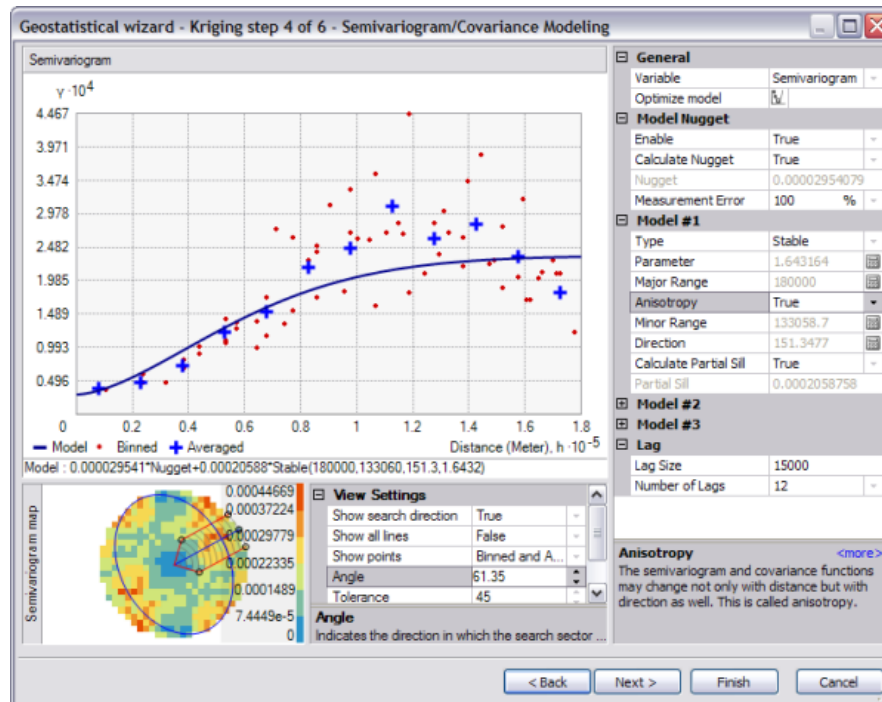 Geostatistical wizard - Kriging step 4 of 6 - Semivariogram/Covariance Modeling
Semivariogram
γ ·10⁴
4.467
3.971
3.474
2.978
2.482
1.985
1.489
0.993
0.496
0 0.2 0.4 0.6 0.8 1 1.2 1.4 1.6 1.8
Model Binned Averaged Distance (Meter), h ·10⁻⁵
Model : 0.000029541*Nugget+0.00020588*Stable(180000,133060,151.3,1.6432)
General
Variable Semivariogram
Optimize model
Model Nugget
Enable True
Calculate Nugget True
Nugget 0.00002954079
Measurement Error 100 %
Model #1
Type Stable
Parameter 1.643164
Major Range 180000
Anisotropy True
Minor Range 133058.7
Direction 151.3477
Calculate Partial Sill True
Partial Sill 0.0002058758
Model #2
Model #3
Lag
Lag Size 15000
Number of Lags 12
Semivariogram map
0.00044669
0.00037224
0.00029779
0.00022335
0.0001489
7.4449e-5
0
View Settings
Show search direction True
Show all lines False
Show points Binned and A...
Angle 61.35
Tolerance 45
Angle
Indicates the direction in which the search sector ...
Anisotropy <more>
The semivariogram and covariance functions
may change not only with distance but with
direction as well. This is called anisotropy.
< Back Next > Finish Cancel